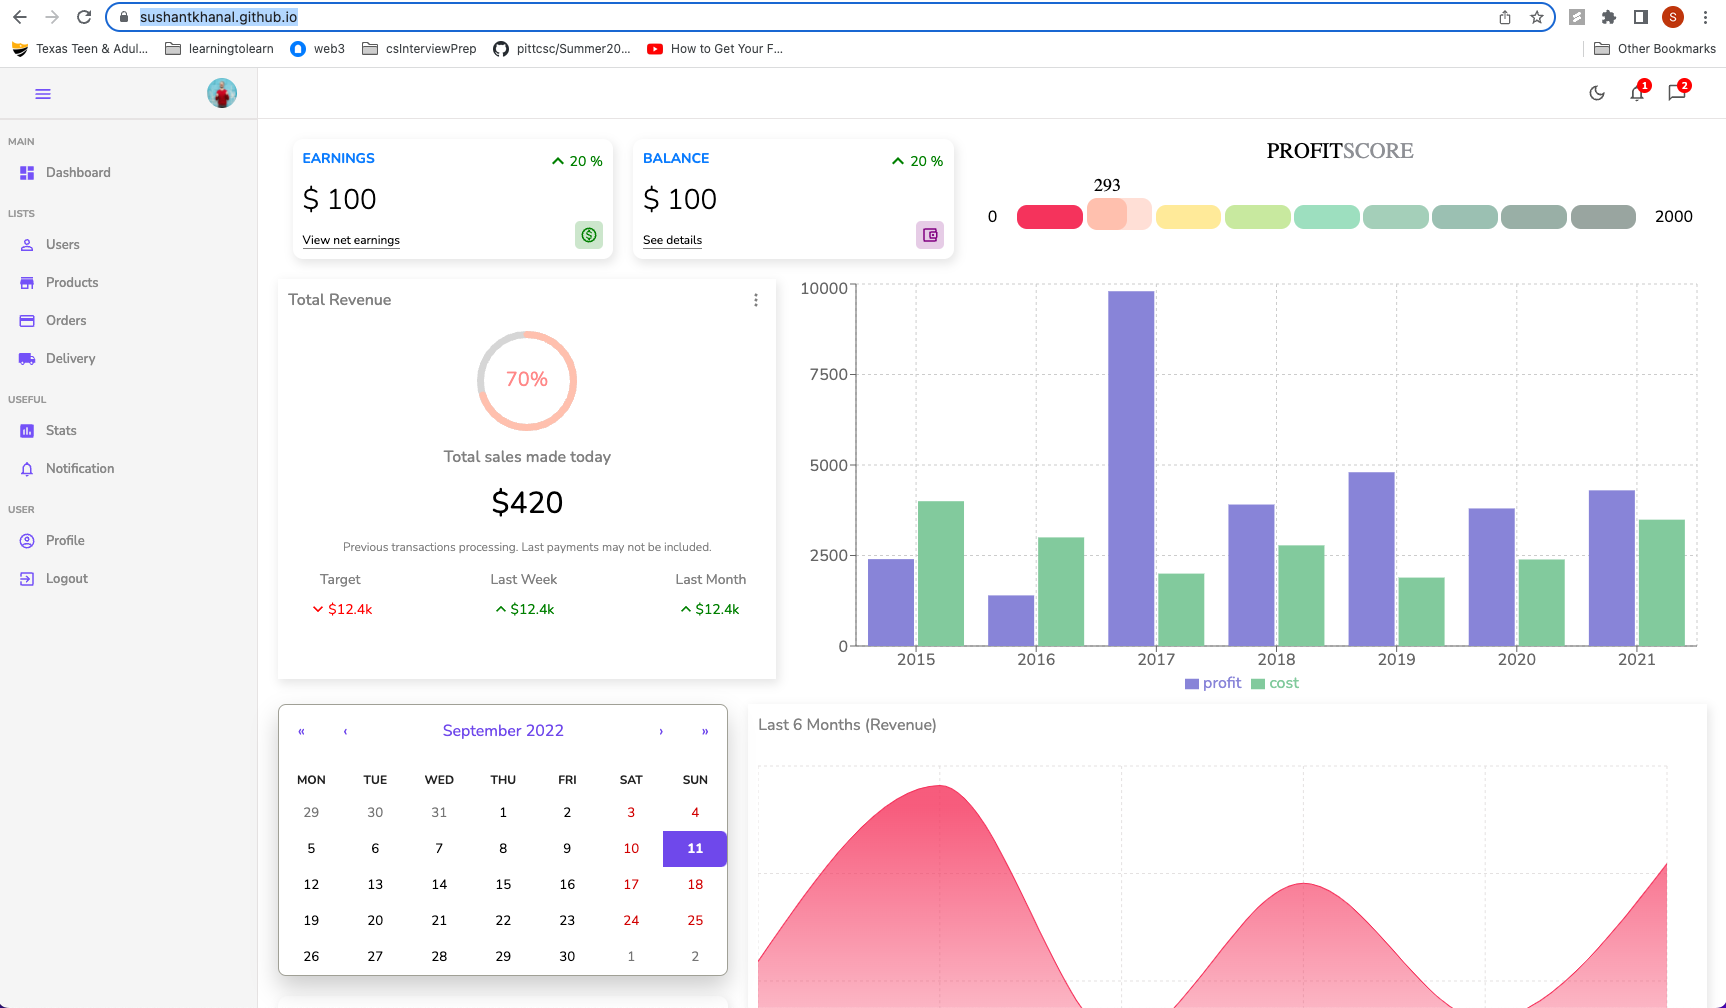 sushantkhanal.github.io
S
Texas Teen & Adul...
learningtolearn
web3
csInterviewPrep
pittcsc/Summer20...
How to Get Your F...
Other Bookmarks
1
2
MAIN
Dashboard
LISTS
Users
Products
Orders
Delivery
USEFUL
Stats
Notification
USER
Profile
Logout
EARNINGS
20 %
$ 100
View net earnings
BALANCE
20 %
$ 100
See details
PROFITSCORE
293
0
2000
Total Revenue
70%
Total sales made today
$420
Previous transactions processing. Last payments may not be included.
Target Last Week Last Month
$12.4k $12.4k $12.4k
10000
7500
5000
2500
0
2015 2016 2017 2018 2019 2020 2021
profit cost
« ‹ September 2022 › »
MON TUE WED THU FRI SAT SUN
29 30 31 1 2 3 4
5 6 7 8 9 10 11
12 13 14 15 16 17 18
19 20 21 22 23 24 25
26 27 28 29 30 1 2
Last 6 Months (Revenue)